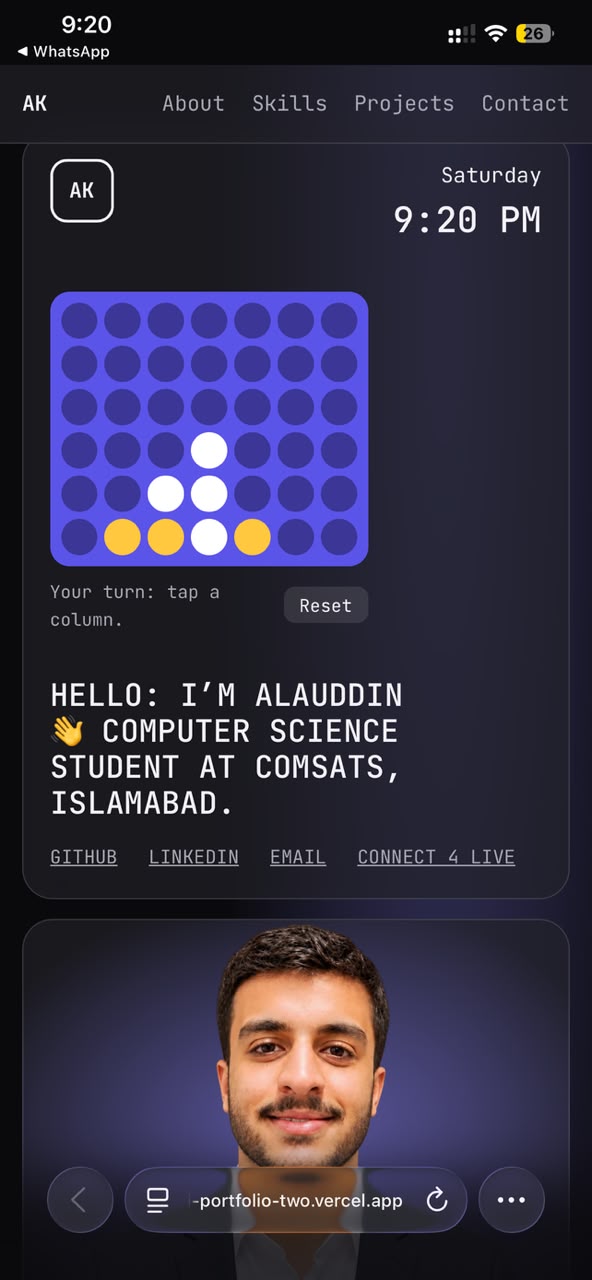 9:20
26
◀ WhatsApp
AK
About Skills Projects Contact
AK
Saturday
9:20 PM
Your turn: tap a
column.
Reset
HELLO: I’M ALAUDDIN
👋 COMPUTER SCIENCE
STUDENT AT COMSATS,
ISLAMABAD.
GITHUB LINKEDIN EMAIL CONNECT 4 LIVE
-portfolio-two.vercel.app